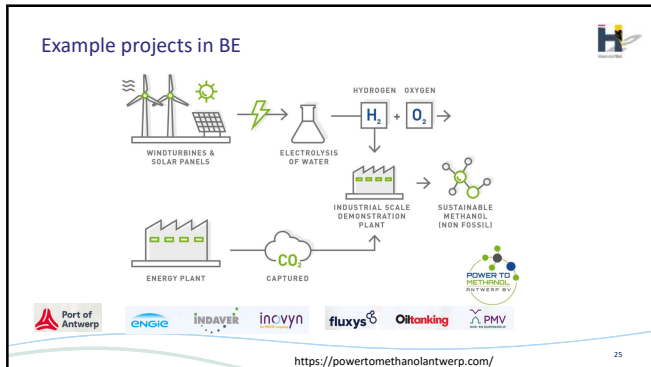 Example projects in BE
HYDROGEN OXYGEN
H2 + O2
WINDTURBINES &
SOLAR PANELS
ELECTROLYSIS
OF WATER
INDUSTRIAL SCALE
DEMONSTRATION
PLANT
SUSTAINABLE
METHANOL
(NON FOSSIL)
CO2
ENERGY PLANT
CAPTURED
POWER TO
METHANOL
ANTWERP BV
Port of
Antwerp
ENGIE
INDAVER
inovyn
fluxys
Oiltanking
PMV
https://powertomethanolantwerp.com/
25